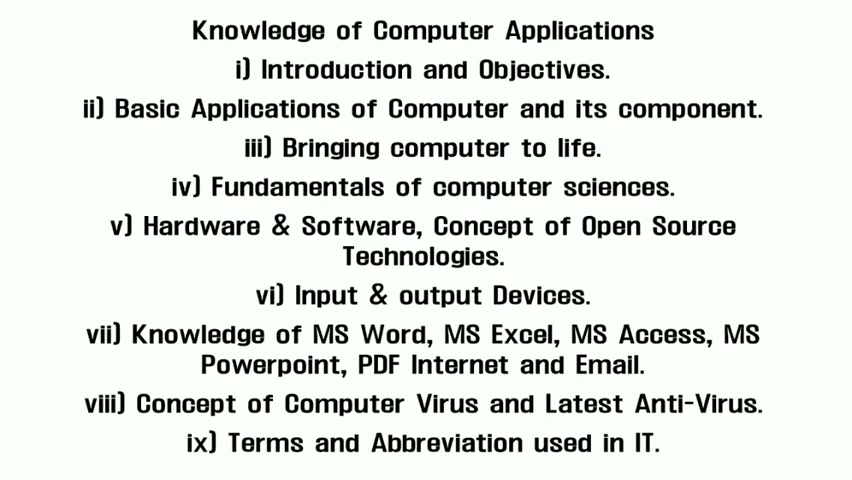 Knowledge of Computer Applications
i) Introduction and Objectives.
ii) Basic Applications of Computer and its component.
iii) Bringing computer to life.
iv) Fundamentals of computer sciences.
v) Hardware & Software, Concept of Open Source
Technologies.
vi) Input & output Devices.
vii) Knowledge of MS Word, MS Excel, MS Access, MS
Powerpoint, PDF Internet and Email.
viii) Concept of Computer Virus and Latest Anti-Virus.
ix) Terms and Abbreviation used in IT.